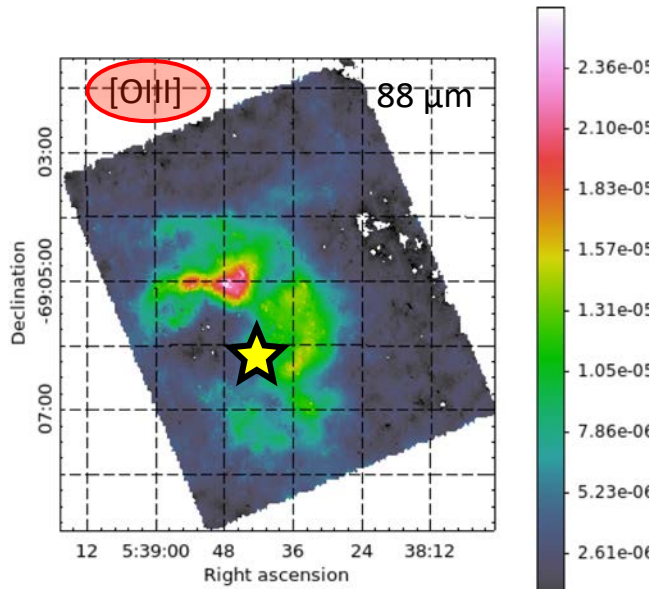 [OIII]
88 μm
2.36e-05
2.10e-05
1.83e-05
1.57e-05
1.31e-05
1.05e-05
7.86e-06
5.23e-06
2.61e-06
Declination
03:00
-69:05:00
07:00
12 5:39:00 48 36 24 38:12
Right ascension